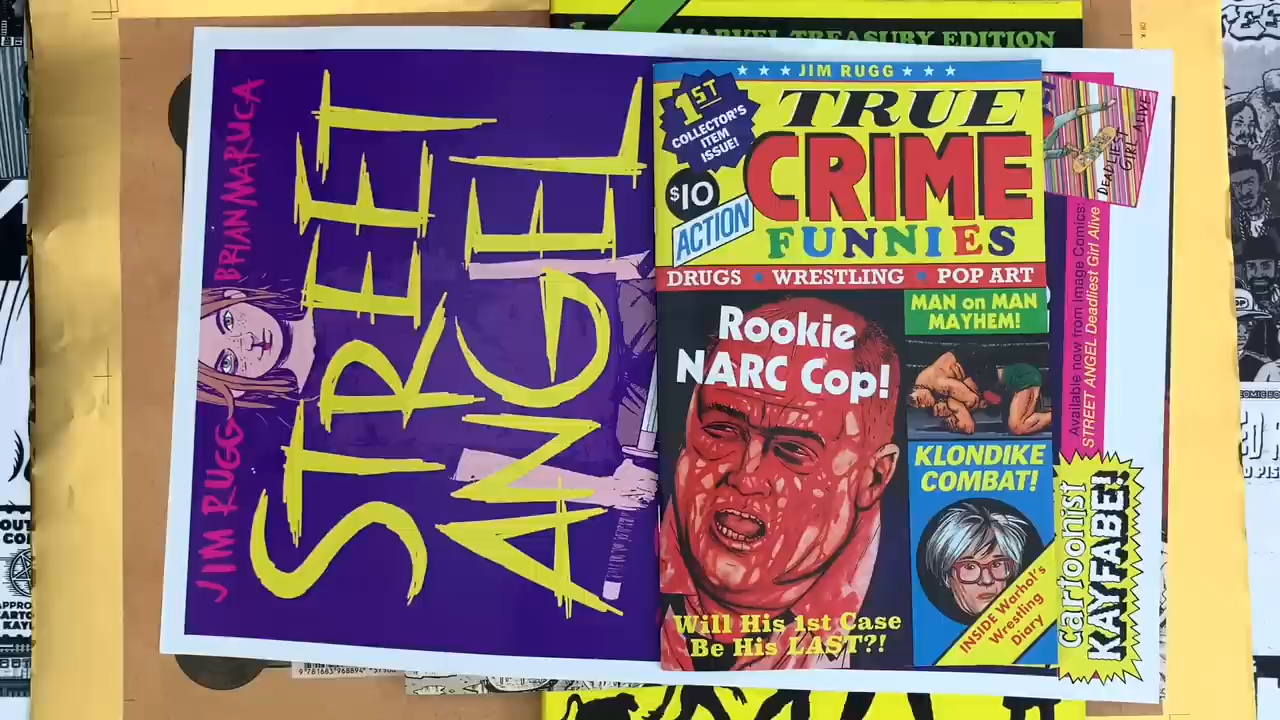 MARVEL TREASURY EDITION
JIM RUGG
BRIAN MARUCA
STREET
ANGEL
JIM RUGG
1ST
COLLECTOR'S
ITEM
ISSUE!
TRUE
CRIME
FUNNIES
$10
ACTION
DRUGS • WRESTLING • POP ART
Rookie
NARC Cop!
MAN on MAN
MAYHEM!
KLONDIKE
COMBAT!
INSIDE Warhol's
Wrestling
Diary
Will His 1st Case
Be His LAST?!
DEADLIEST
GIRL ALIVE
Available now from Image Comics:
STREET ANGEL Deadliest Girl Alive
Cartoonist
KAYFABE!